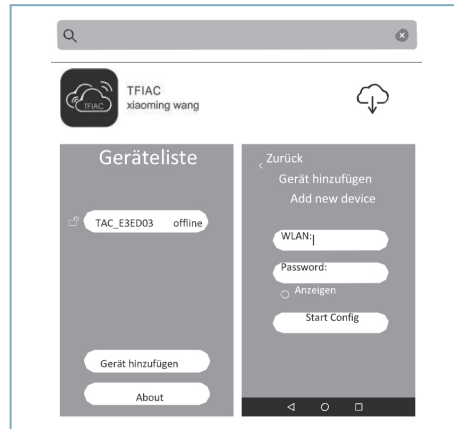 TFIAC
TFIAC
xiaoming wang
Geräteliste
TAC_E3ED03 offline
Gerät hinzufügen
About
Zurück
Gerät hinzufügen
Add new device
WLAN:
Password:
Anzeigen
Start Config